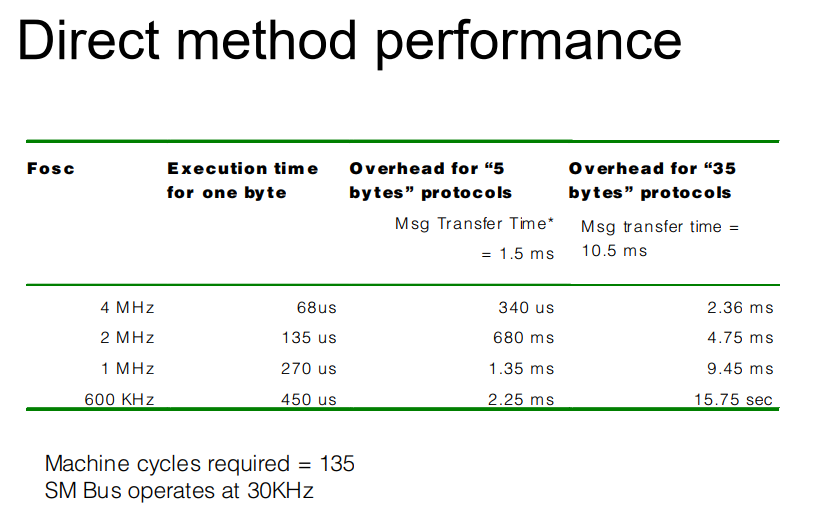 Direct method performance
Fosc Execution time Overhead for “5 Overhead for “35
for one byte bytes” protocols bytes” protocols
Msg Transfer Time* Msg transfer time =
= 1.5 ms 10.5 ms
4 MHz 68us 340 us 2.36 ms
2 MHz 135 us 680 ms 4.75 ms
1 MHz 270 us 1.35 ms 9.45 ms
600 KHz 450 us 2.25 ms 15.75 sec
Machine cycles required = 135
SM Bus operates at 30KHz